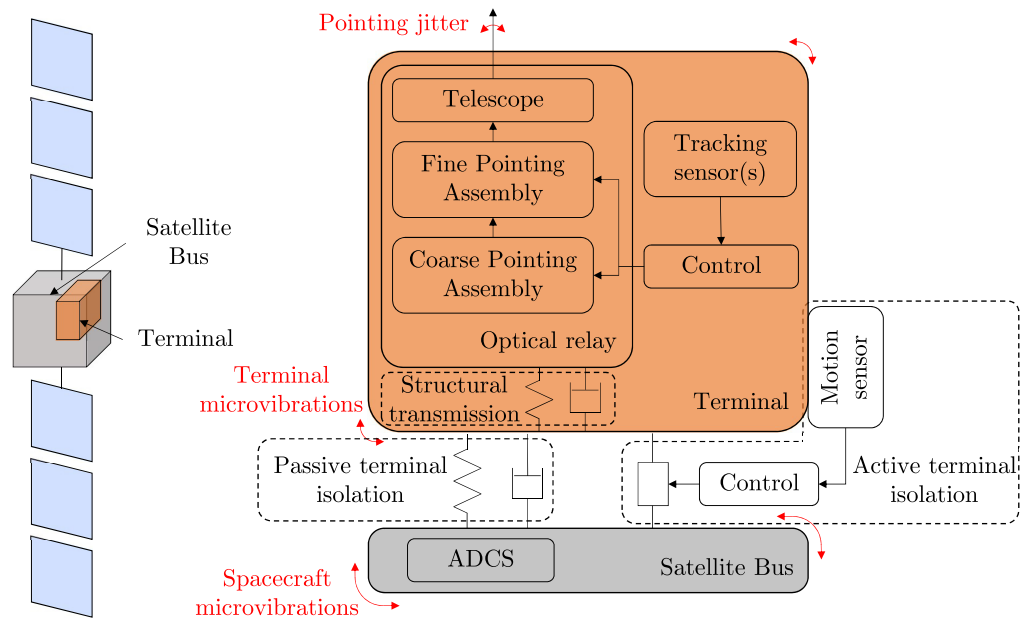 Pointing jitter
Telescope
Fine Pointing
Assembly
Coarse Pointing
Assembly
Optical relay
Tracking
sensor(s)
Control
Satellite
Bus
Terminal
Terminal
microvibrations
Structural
transmission
Terminal
Motion
sensor
Passive terminal
isolation
Control
Active terminal
isolation
ADCS
Satellite Bus
Spacecraft
microvibrations